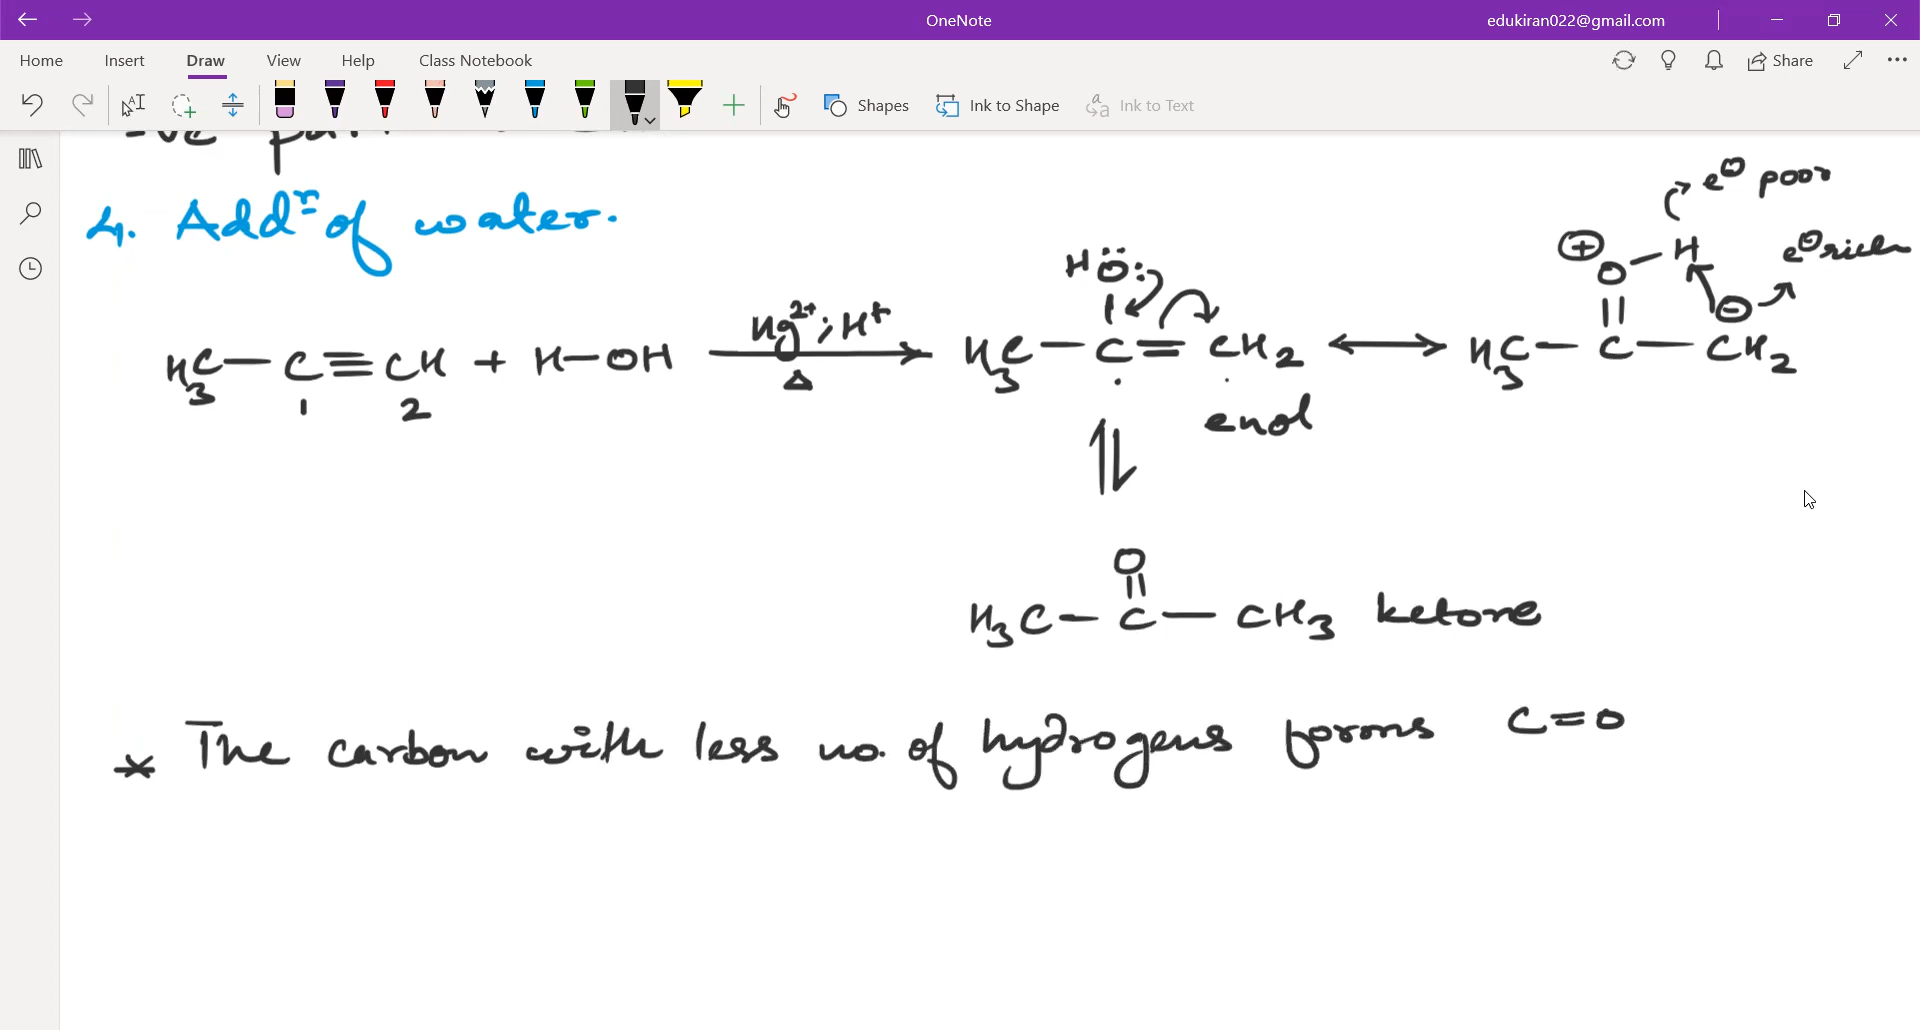 OneNote
edukiran022@gmail.com
Home Insert Draw View Help Class Notebook
Share
Shapes Ink to Shape Ink to Text
-ve
4. Addⁿ of water.
e⊖ poor
e⊖ rich
H₃C–C≡CH + H–OH
1 2
Hg²⁺; H⁺
Δ
HÖ:
H₃C–C=CH₂ ⟷ H₃C–C–CH₂
⊕ O–H
⊖
enol
⇌
O
H₃C–C–CH₃ ketone
* The carbon with less no. of hydrogens forms C=O